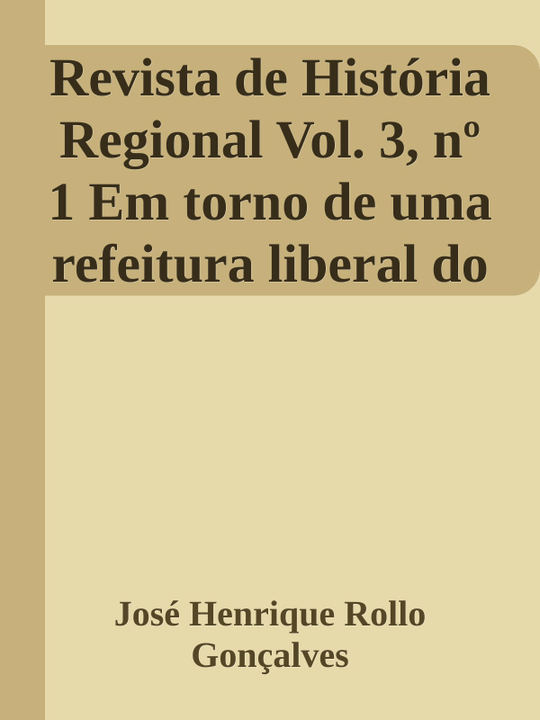 Revista de História
Regional Vol. 3, nº
1 Em torno de uma
refeitura liberal do
José Henrique Rollo
Gonçalves